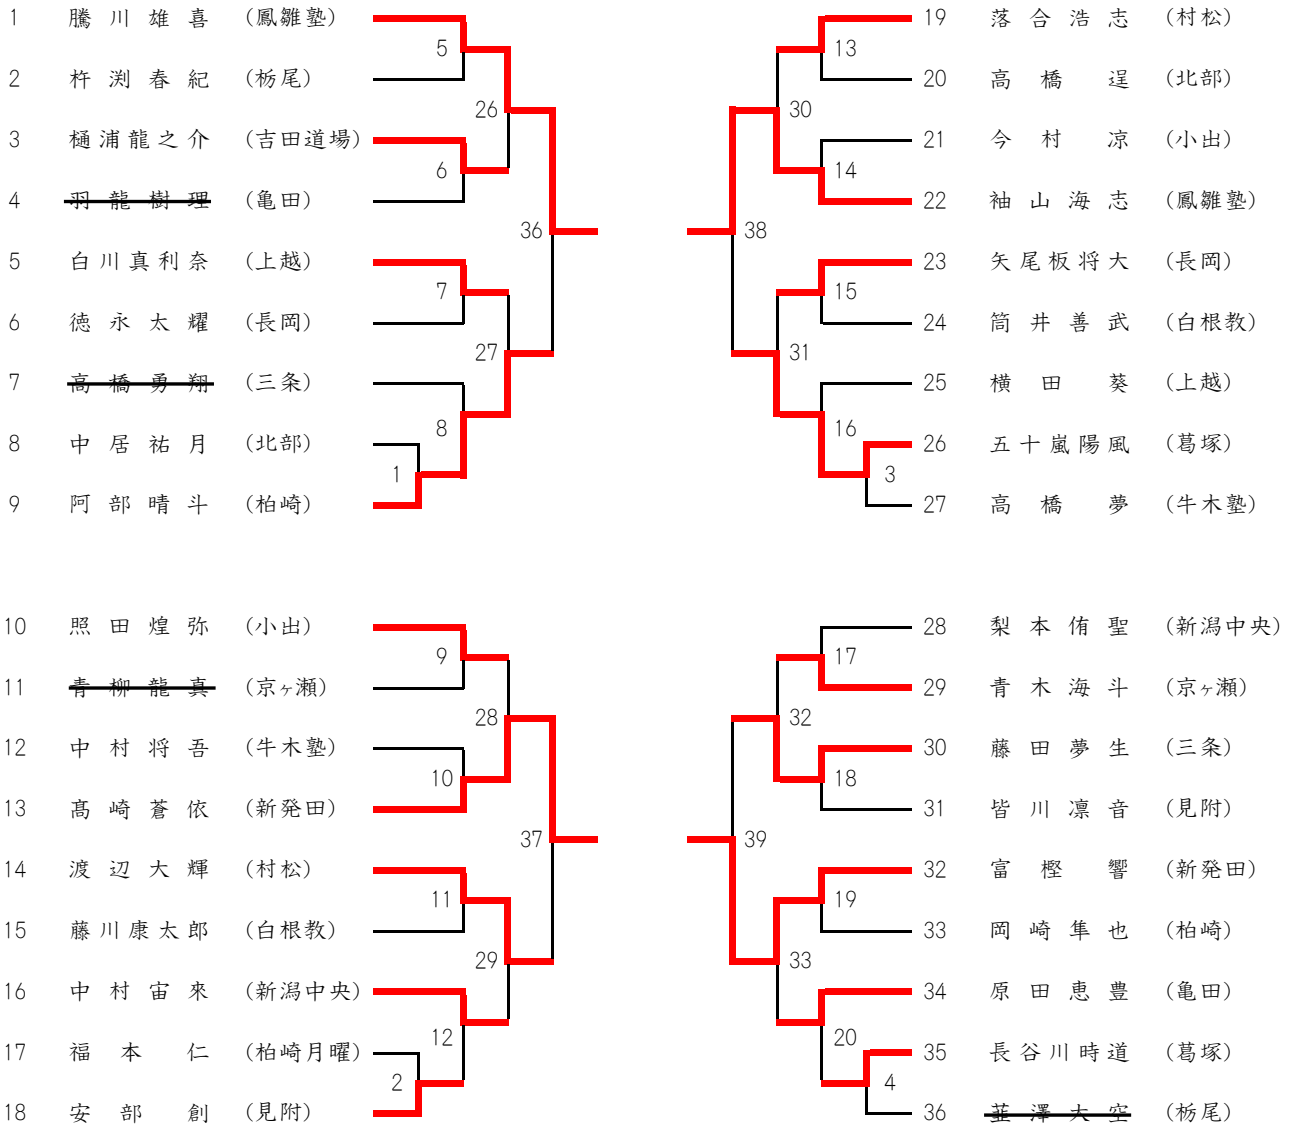 1 騰川雄喜 (鳳雛塾)
2 杵渕春紀 (栃尾)
3 樋浦龍之介 (吉田道場)
4 羽龍樹理 (亀田)
5 白川真利奈 (上越)
6 徳永太耀 (長岡)
7 高橋勇翔 (三条)
8 中居祐月 (北部)
9 阿部晴斗 (柏崎)
5
26
6
36
7
27
8
1
19 落合浩志 (村松)
20 高橋逞 (北部)
21 今村凉 (小出)
22 袖山海志 (鳳雛塾)
23 矢尾板将大 (長岡)
24 筒井善武 (白根教)
25 横田葵 (上越)
26 五十嵐陽風 (葛塚)
27 高橋夢 (牛木塾)
13
30
14
38
15
31
16
3
10 照田煌弥 (小出)
11 青柳龍真 (京ヶ瀬)
12 中村将吾 (牛木塾)
13 髙崎蒼依 (新発田)
14 渡辺大輝 (村松)
15 藤川康太郎 (白根教)
16 中村宙來 (新潟中央)
17 福本仁 (柏崎月曜)
18 安部創 (見附)
9
28
10
37
11
29
12
2
28 梨本侑聖 (新潟中央)
29 青木海斗 (京ヶ瀬)
30 藤田夢生 (三条)
31 皆川凛音 (見附)
32 富樫響 (新発田)
33 岡崎隼也 (柏崎)
34 原田恵豊 (亀田)
35 長谷川時道 (葛塚)
36 韮澤大空 (栃尾)
17
32
18
39
19
33
20
4